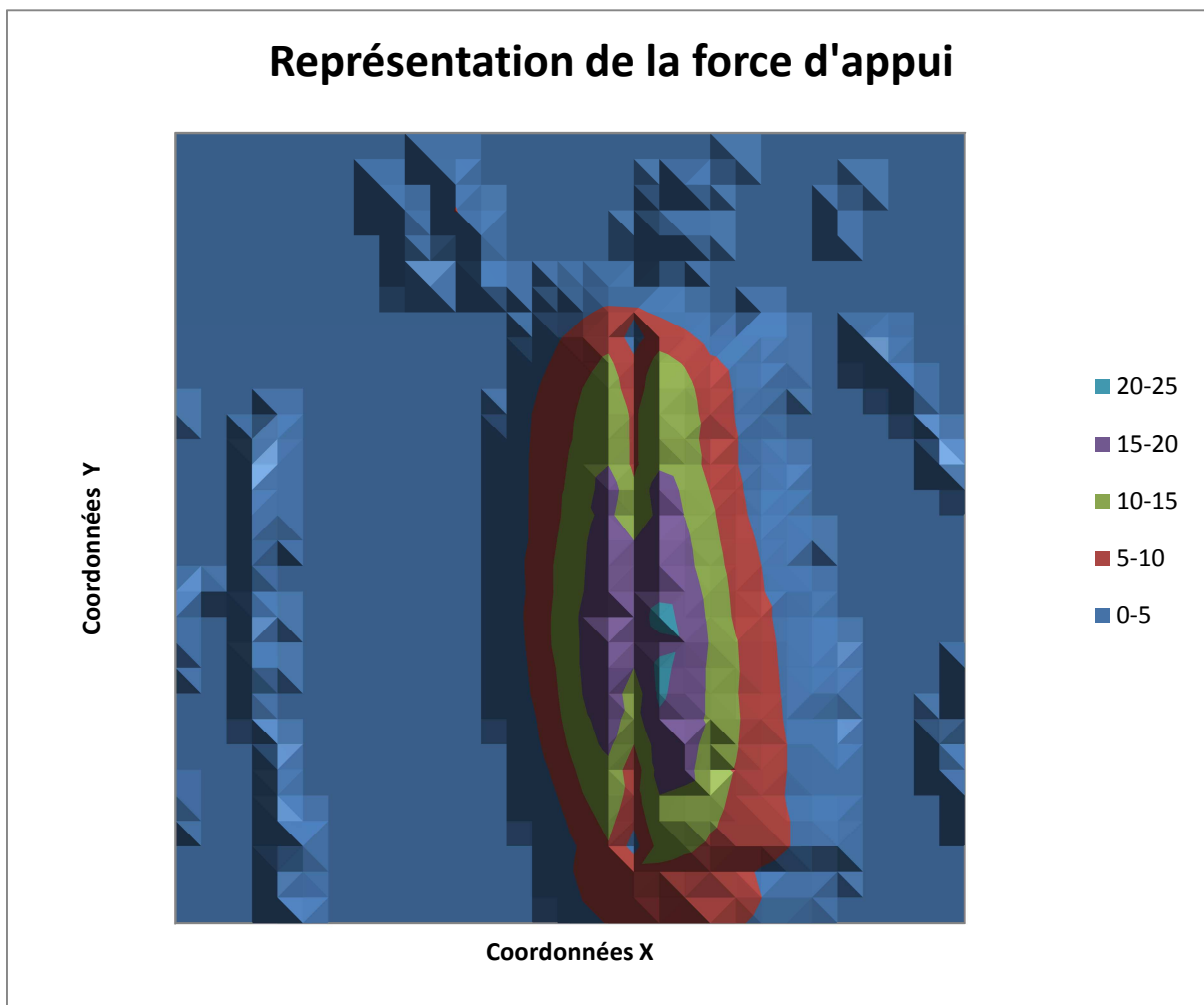 Représentation de la force d'appui
Coordonnées Y
20-25
15-20
10-15
5-10
0-5
Coordonnées X